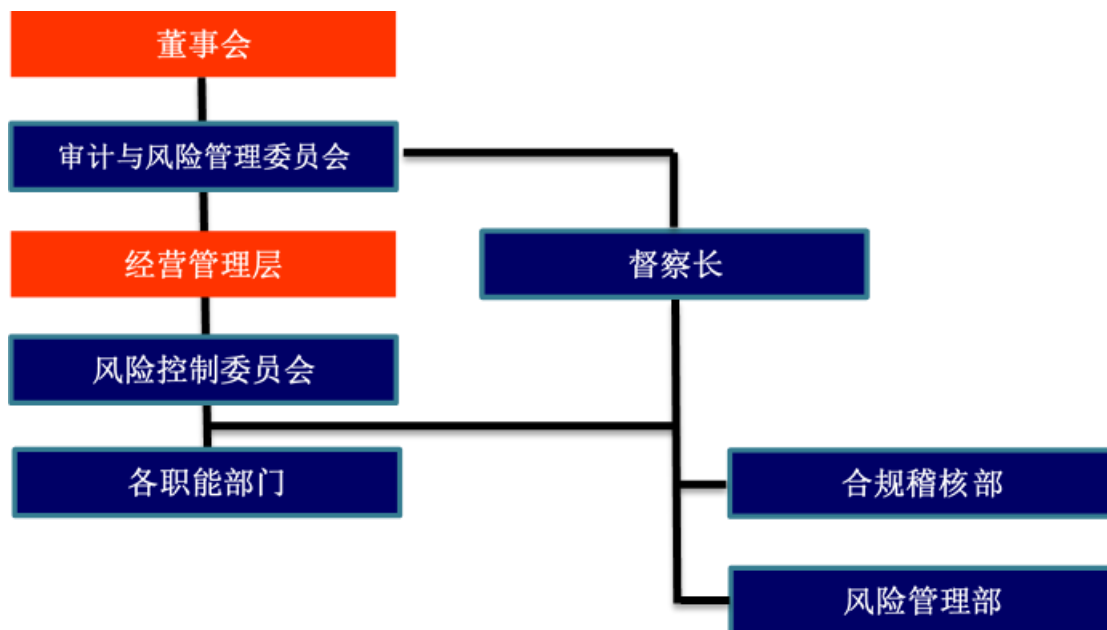 董事会
审计与风险管理委员会
经营管理层
督察长
风险控制委员会
各职能部门
合规稽核部
风险管理部